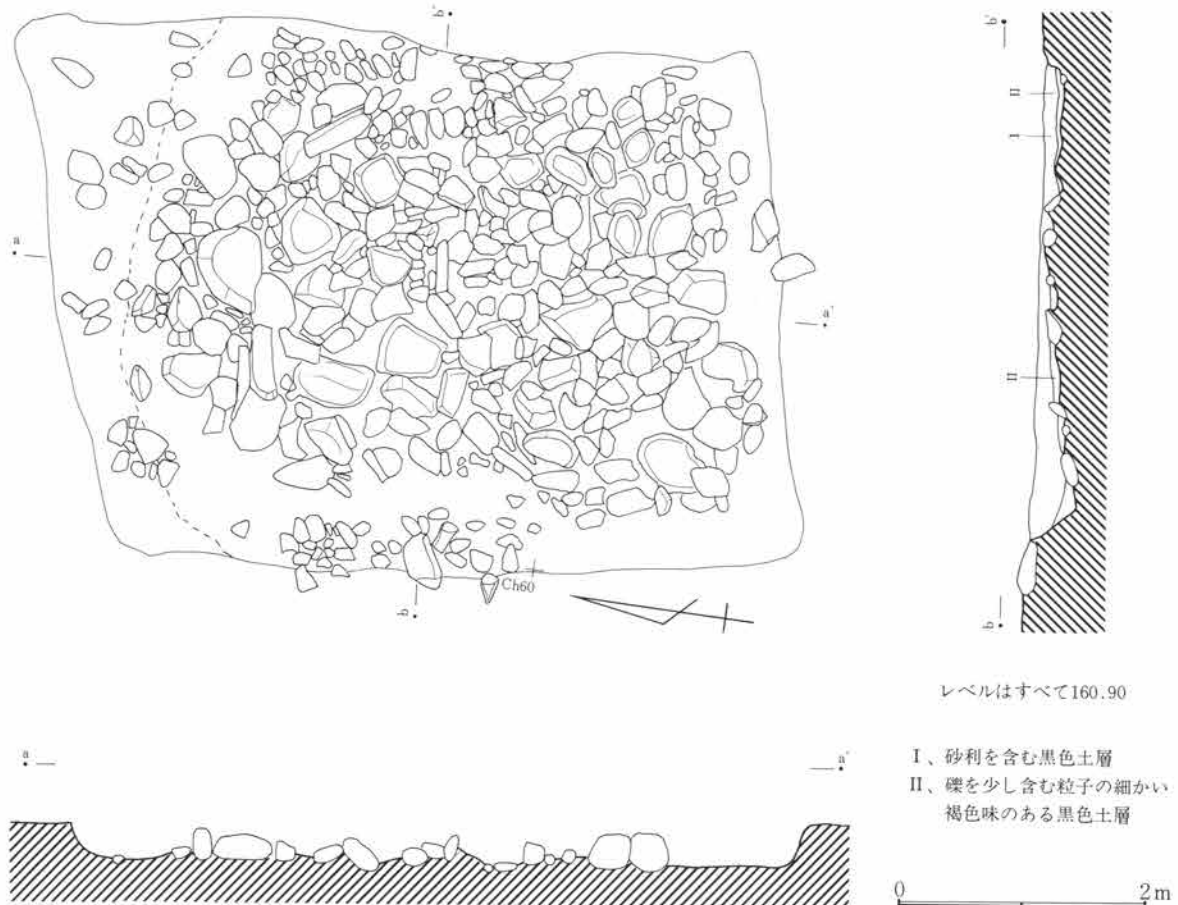 b'
a
a'
b
Ch60
b'
II
I
II
b
レベルはすべて160.90
I、砂利を含む黒色土層
II、礫を少し含む粒子の細かい
褐色味のある黒色土層
a
a'
0
2m